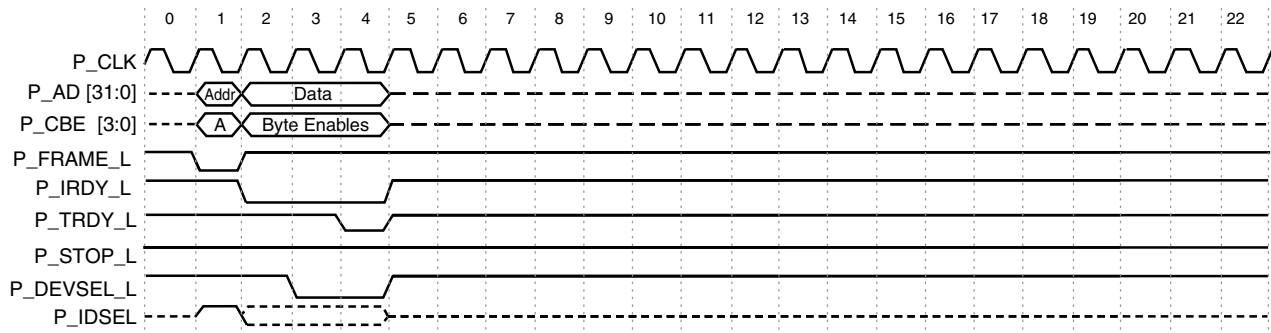 0 1 2 3 4 5 6 7 8 9 10 11 12 13 14 15 16 17 18 19 20 21 22
P_CLK
P_AD [31:0] Addr Data
P_CBE [3:0] A Byte Enables
P_FRAME_L
P_IRDY_L
P_TRDY_L
P_STOP_L
P_DEVSEL_L
P_IDSEL